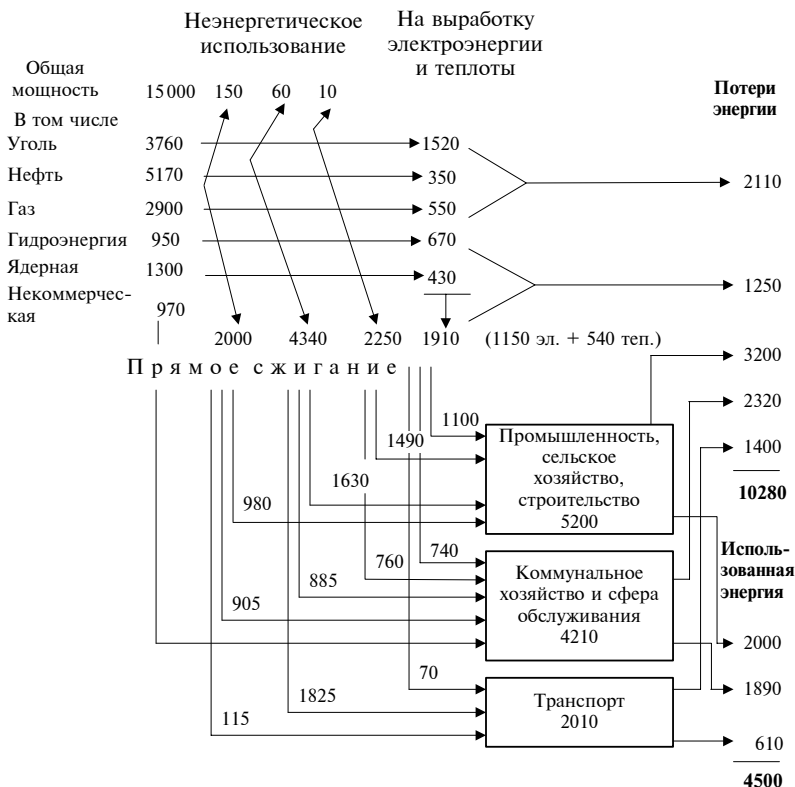 Неэнергетическое
использование
На выработку
электроэнергии
и теплоты
Общая
мощность 15 000 150 60 10
Потери
энергии
В том числе
Уголь 3760 1520
Нефть 5170 350 2110
Газ 2900 550
Гидроэнергия 950 670
Ядерная 1300 430 1250
Некоммерчес-
кая 970
2000 4340 2250 1910 (1150 эл. + 540 теп.)
3200
Прямое сжигание
2320
1100
1490
1400
Промышленность,
сельское
хозяйство,
строительство
5200
1630
980
10280
Исполь-
зованная
энергия
740
760
885
905
Коммунальное
хозяйство и сфера
обслуживания
4210
2000
1890
70
1825
115
Транспорт
2010
610
4500